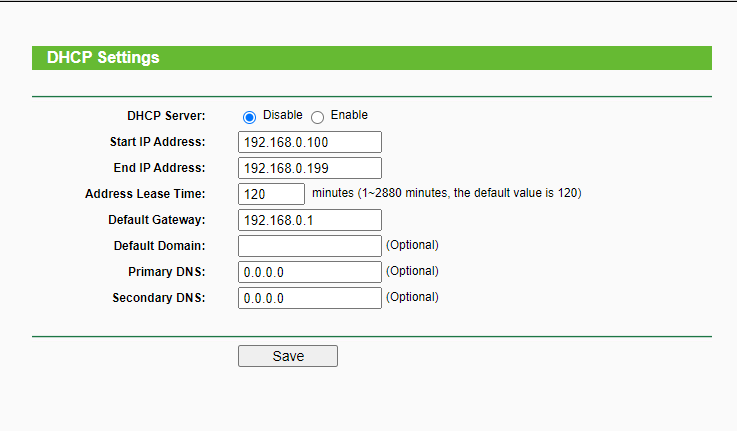 DHCP Settings
DHCP Server: Disable Enable
Start IP Address: 192.168.0.100
End IP Address: 192.168.0.199
Address Lease Time: 120 minutes (1~2880 minutes, the default value is 120)
Default Gateway: 192.168.0.1
Default Domain: (Optional)
Primary DNS: 0.0.0.0 (Optional)
Secondary DNS: 0.0.0.0 (Optional)
Save